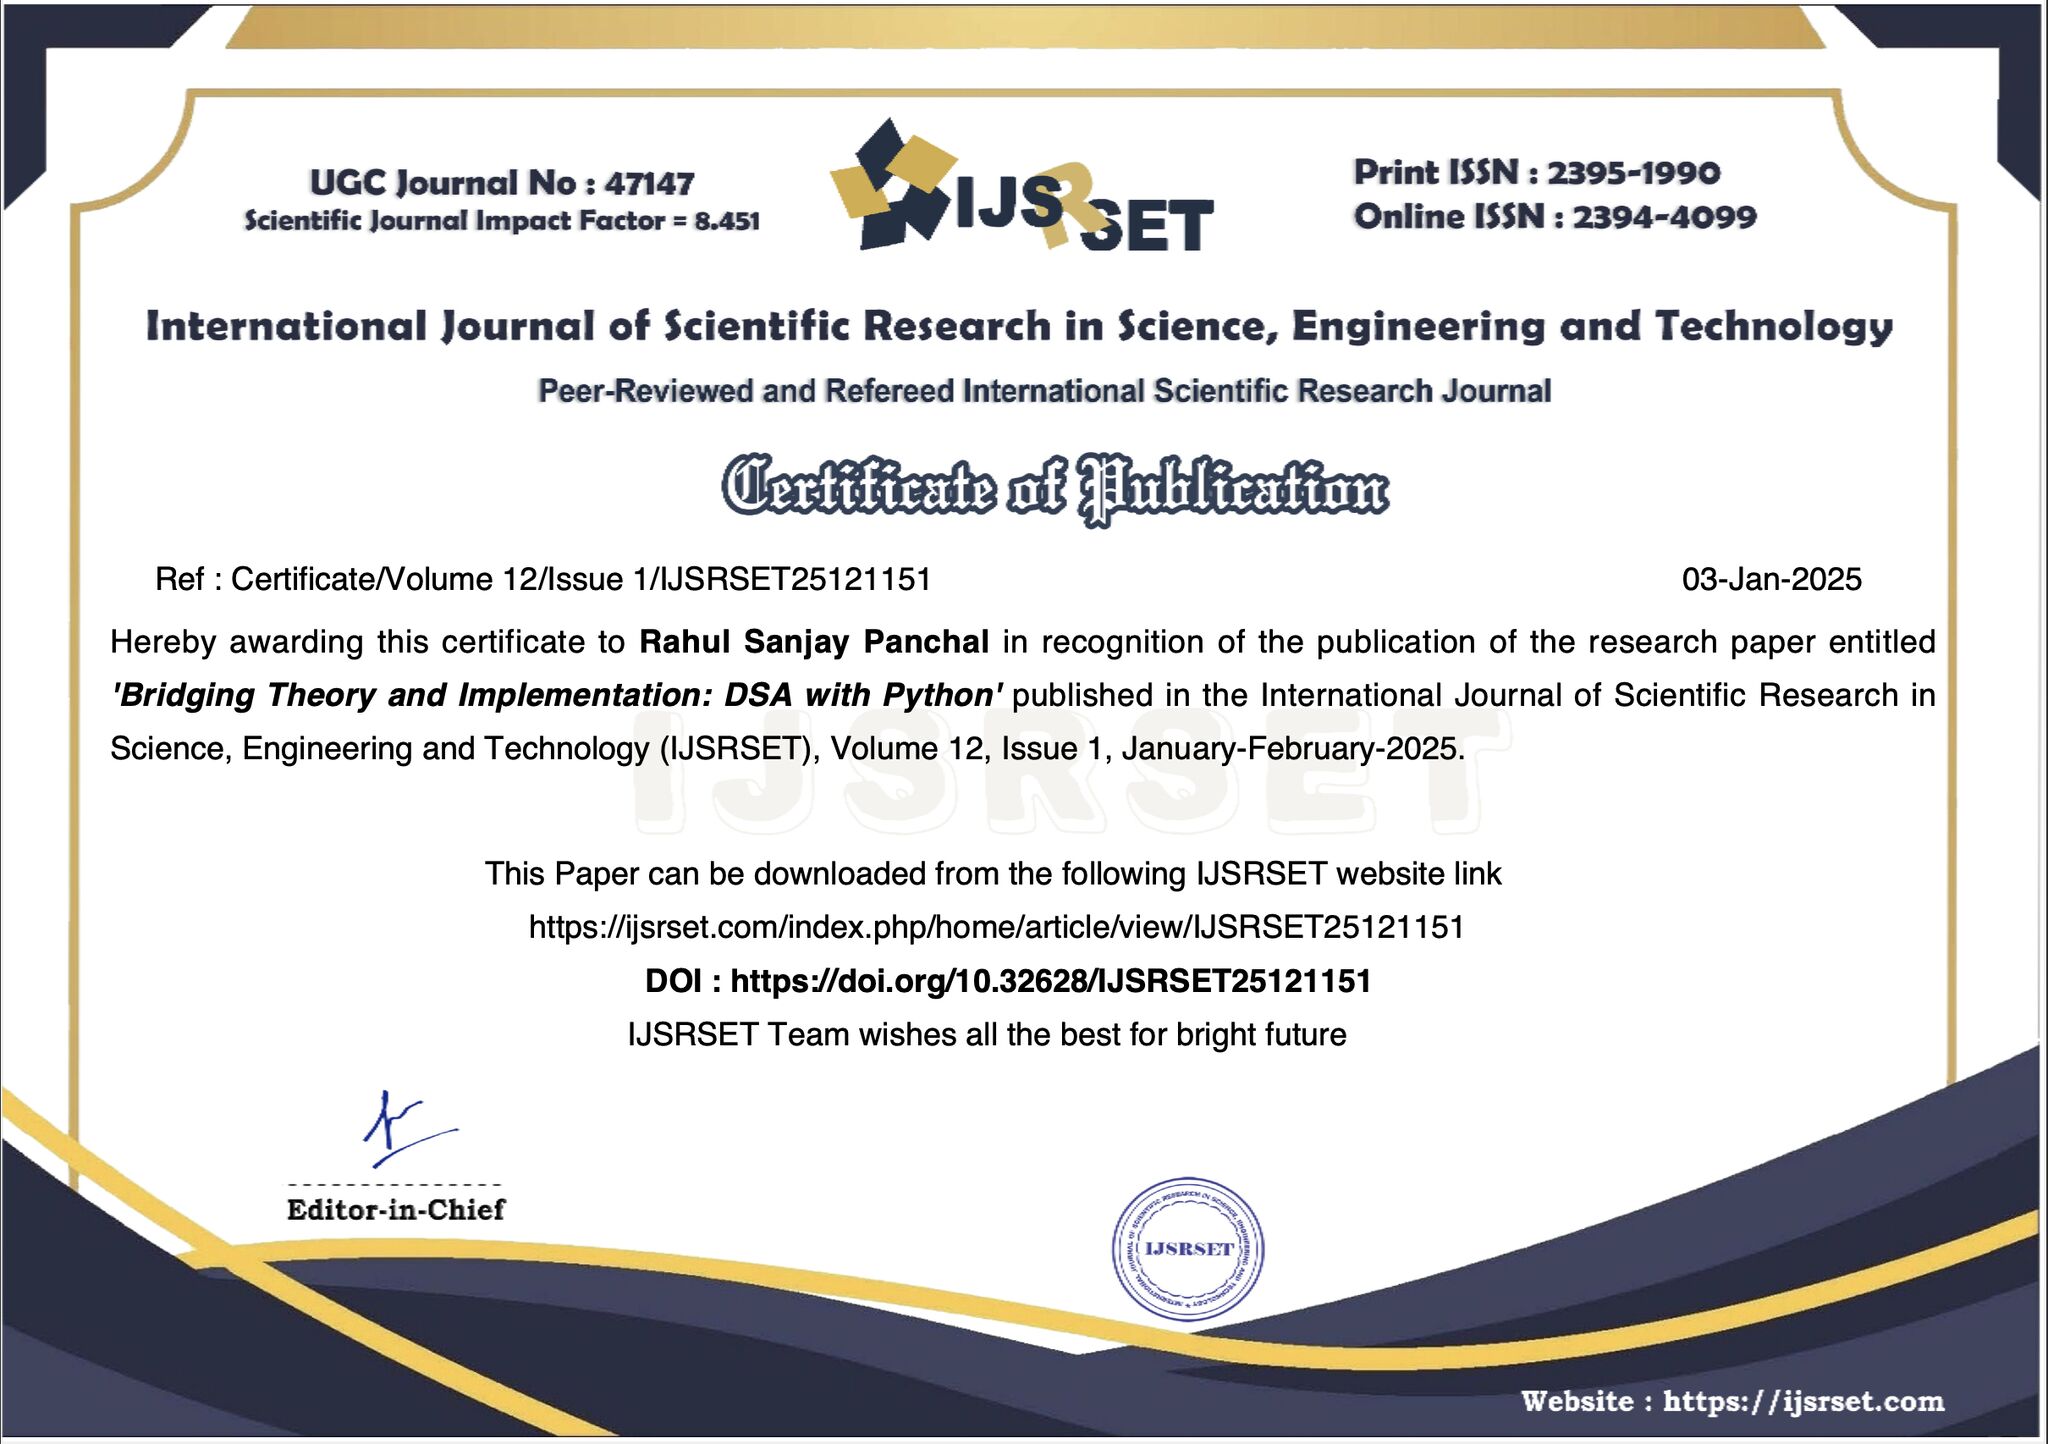 UGC Journal No : 47147
Scientific Journal Impact Factor = 8.451
IJSRSET
Print ISSN : 2395-1990
Online ISSN : 2394-4099
International Journal of Scientific Research in Science, Engineering and Technology
Peer-Reviewed and Refereed International Scientific Research Journal
Certificate of Publication
Ref : Certificate/Volume 12/Issue 1/IJSRSET25121151
03-Jan-2025
Hereby awarding this certificate to Rahul Sanjay Panchal in recognition of the publication of the research paper entitled
'Bridging Theory and Implementation: DSA with Python' published in the International Journal of Scientific Research in
Science, Engineering and Technology (IJSRSET), Volume 12, Issue 1, January-February-2025.
IJSRSET
This Paper can be downloaded from the following IJSRSET website link
https://ijsrset.com/index.php/home/article/view/IJSRSET25121151
DOI : https://doi.org/10.32628/IJSRSET25121151
IJSRSET Team wishes all the best for bright future
Editor-in-Chief
INTERNATIONAL JOURNAL OF SCIENTIFIC RESEARCH IN SCIENCE, ENGINEERING AND TECHNOLOGY
IJSRSET
Website : https://ijsrset.com